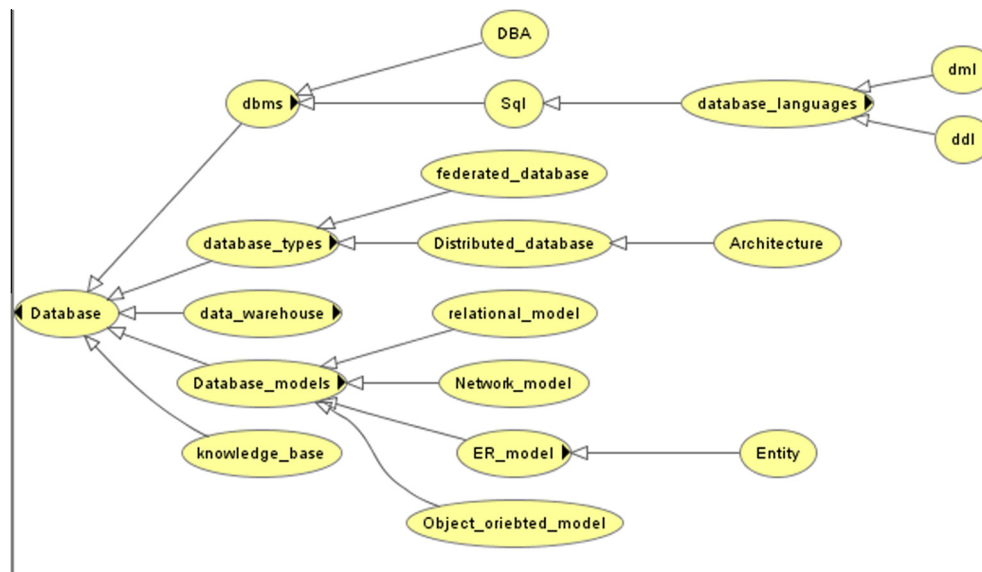 DBA
dbms
Sql
database_languages
dml
ddl
federated_database
database_types
Distributed_database
Architecture
Database
data_warehouse
relational_model
Database_models
Network_model
knowledge_base
ER_model
Entity
Object_oriebted_model